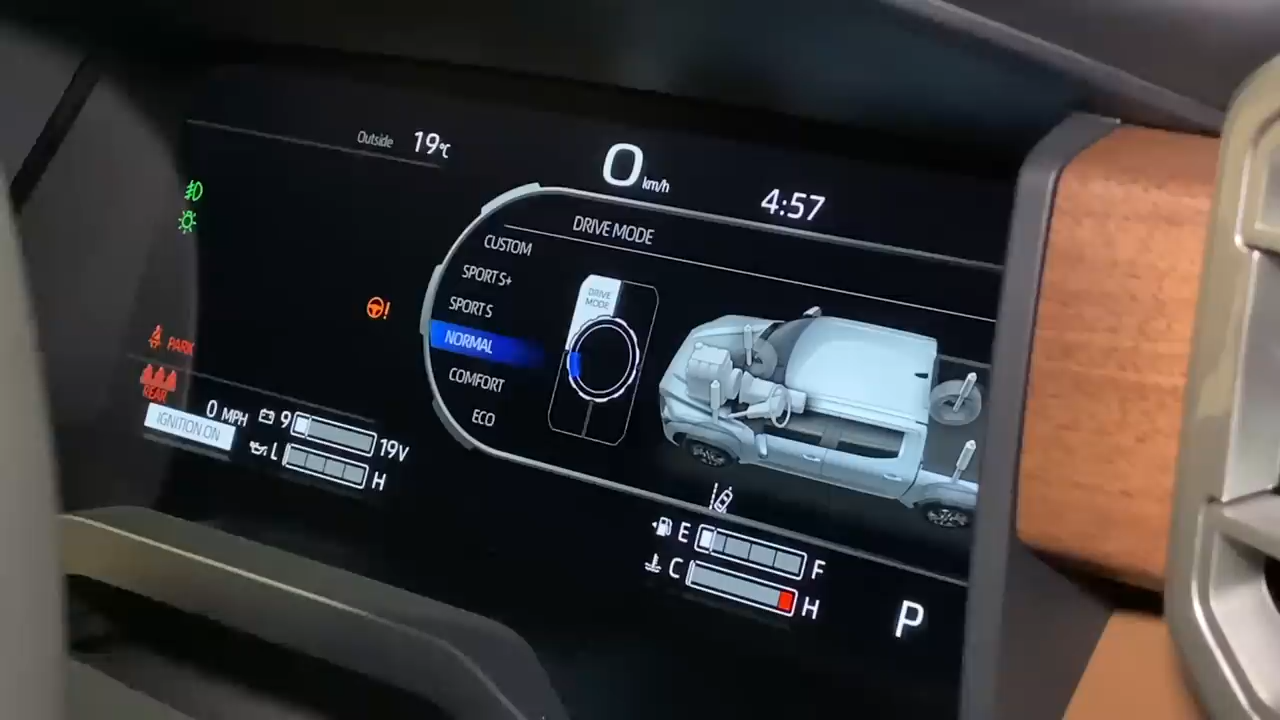 Outside 19°C
0 km/h
4:57
DRIVE MODE
CUSTOM
SPORT S+
SPORT S
NORMAL
COMFORT
ECO
DRIVE
MODE
PARK
REAR
IGNITION ON
0 MPH
9 19V
L H
E F
C H
P